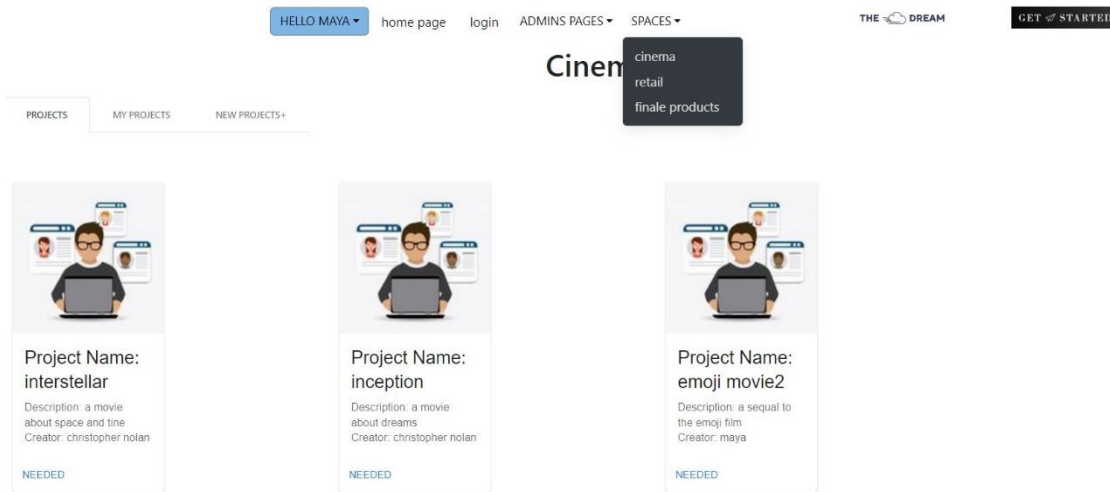 HELLO MAYA home page login ADMINS PAGES SPACES THE DREAM GET STARTED
cinema
retail
finale products
PROJECTS MY PROJECTS NEW PROJECTS+
Project Name:
interstellar
Description: a movie
about space and tine
Creator: christopher nolan
NEEDED
Project Name:
inception
Description: a movie
about dreams
Creator: christopher nolan
NEEDED
Project Name:
emoji movie2
Description: a sequal to
the emoji film
Creator: maya
NEEDED